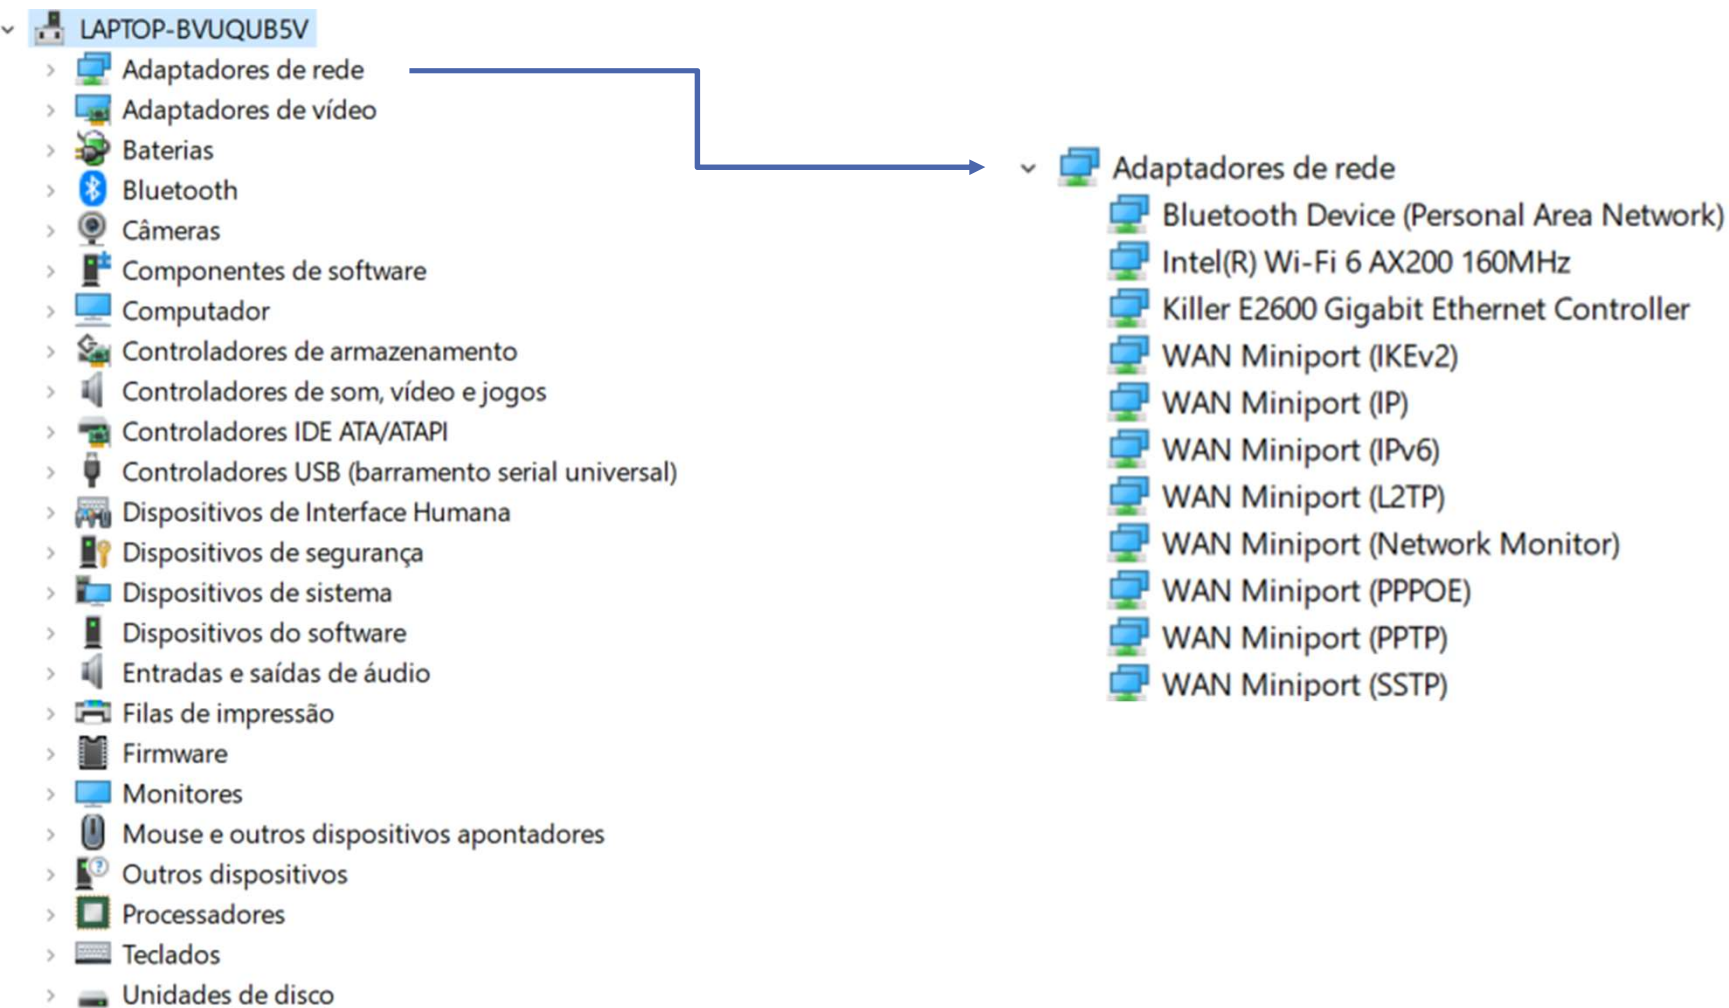 LAPTOP-BVUQUB5V
Adaptadores de rede
Adaptadores de vídeo
Baterias
Bluetooth
Câmeras
Componentes de software
Computador
Controladores de armazenamento
Controladores de som, vídeo e jogos
Controladores IDE ATA/ATAPI
Controladores USB (barramento serial universal)
Dispositivos de Interface Humana
Dispositivos de segurança
Dispositivos de sistema
Dispositivos do software
Entradas e saídas de áudio
Filas de impressão
Firmware
Monitores
Mouse e outros dispositivos apontadores
Outros dispositivos
Processadores
Teclados
Unidades de disco
Adaptadores de rede
Bluetooth Device (Personal Area Network)
Intel(R) Wi-Fi 6 AX200 160MHz
Killer E2600 Gigabit Ethernet Controller
WAN Miniport (IKEv2)
WAN Miniport (IP)
WAN Miniport (IPv6)
WAN Miniport (L2TP)
WAN Miniport (Network Monitor)
WAN Miniport (PPPOE)
WAN Miniport (PPTP)
WAN Miniport (SSTP)